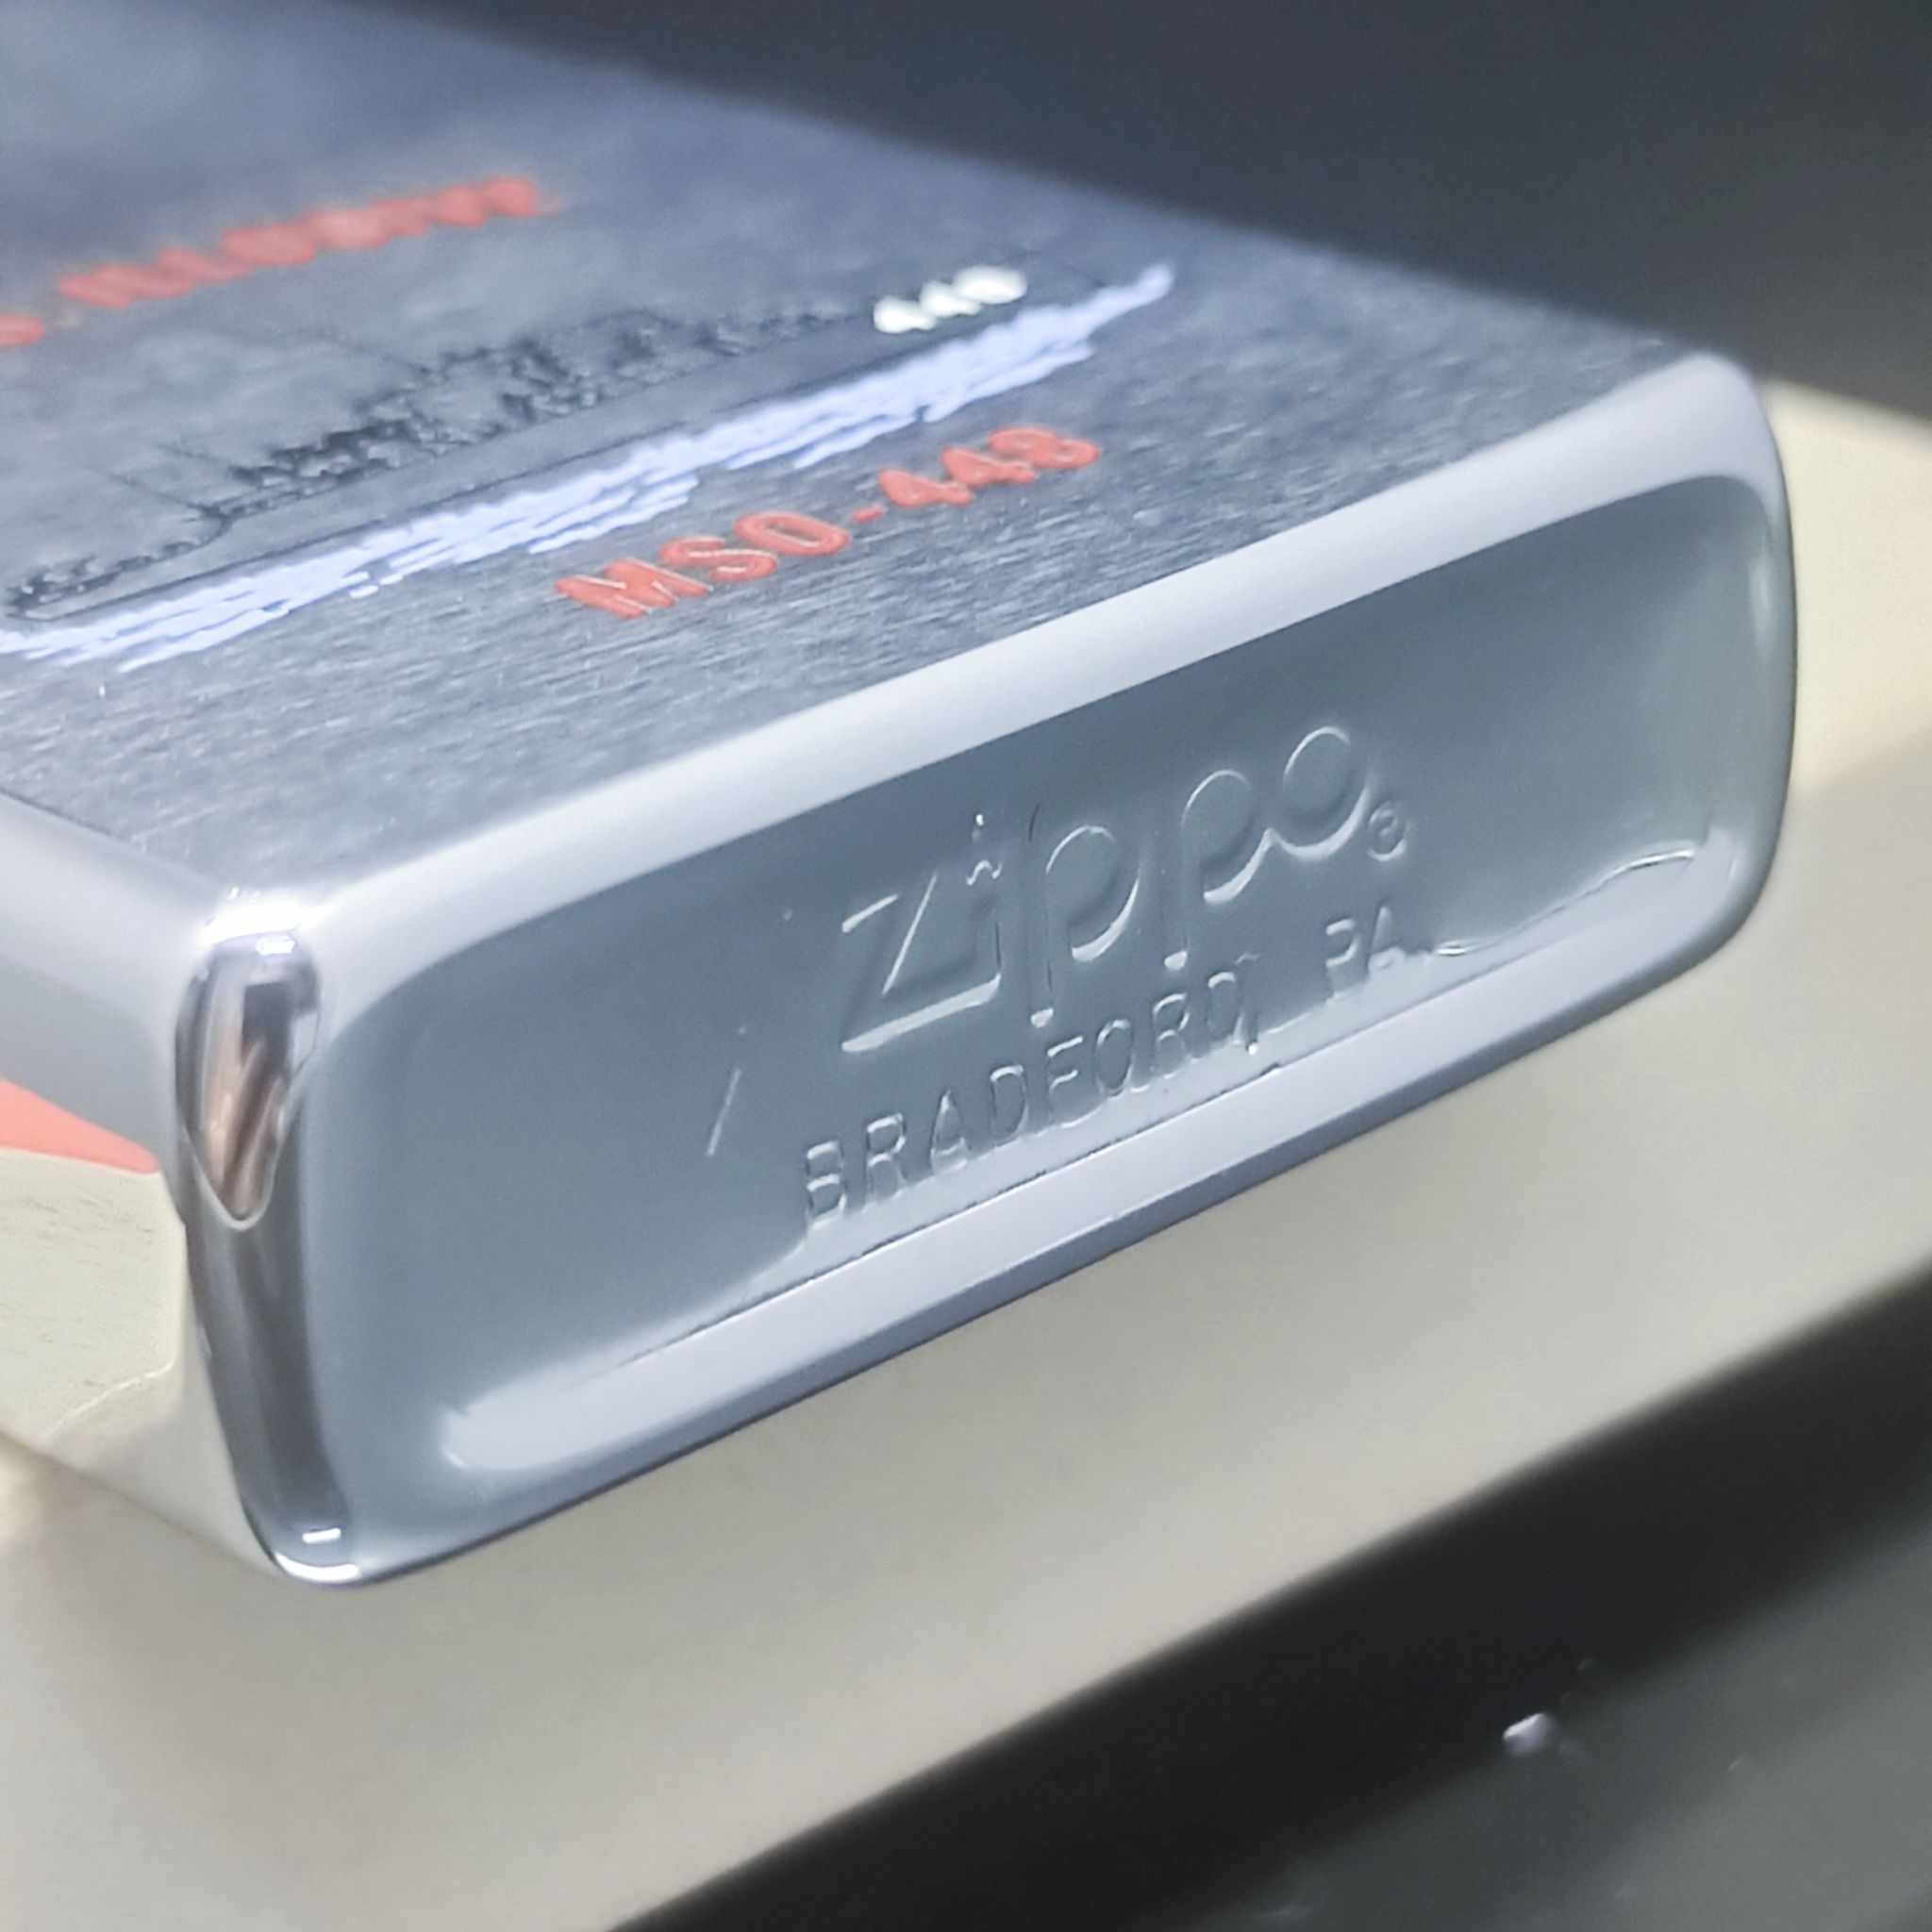 MSO-448
Zippo®
BRADFORD, PA.